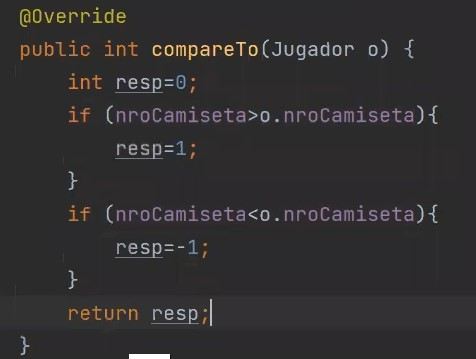 @Override
public int compareTo(Jugador o) {
    int resp=0;
    if (nroCamiseta>o.nroCamiseta){
        resp=1;
    }
    if (nroCamiseta<o.nroCamiseta){
        resp=-1;
    }
    return resp;
}